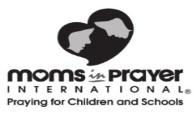 moms in prayer
INTERNATIONAL®
Praying for Children and Schools